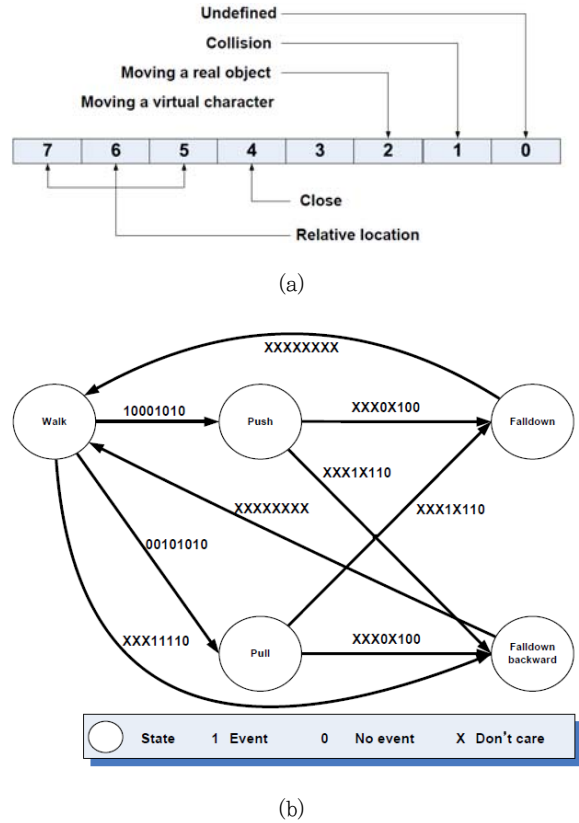 Undefined
Collision
Moving a real object
Moving a virtual character
7 6 5 4 3 2 1 0
Close
Relative location
(a)
XXXXXXXX
Walk
10001010
Push
XXX0X100
Falldown
XXX1X110
XXXXXXXX
XXX1X110
00101010
XXX11110
Pull
XXX0X100
Falldown
backward
State 1 Event 0 No event X Don't care
(b)